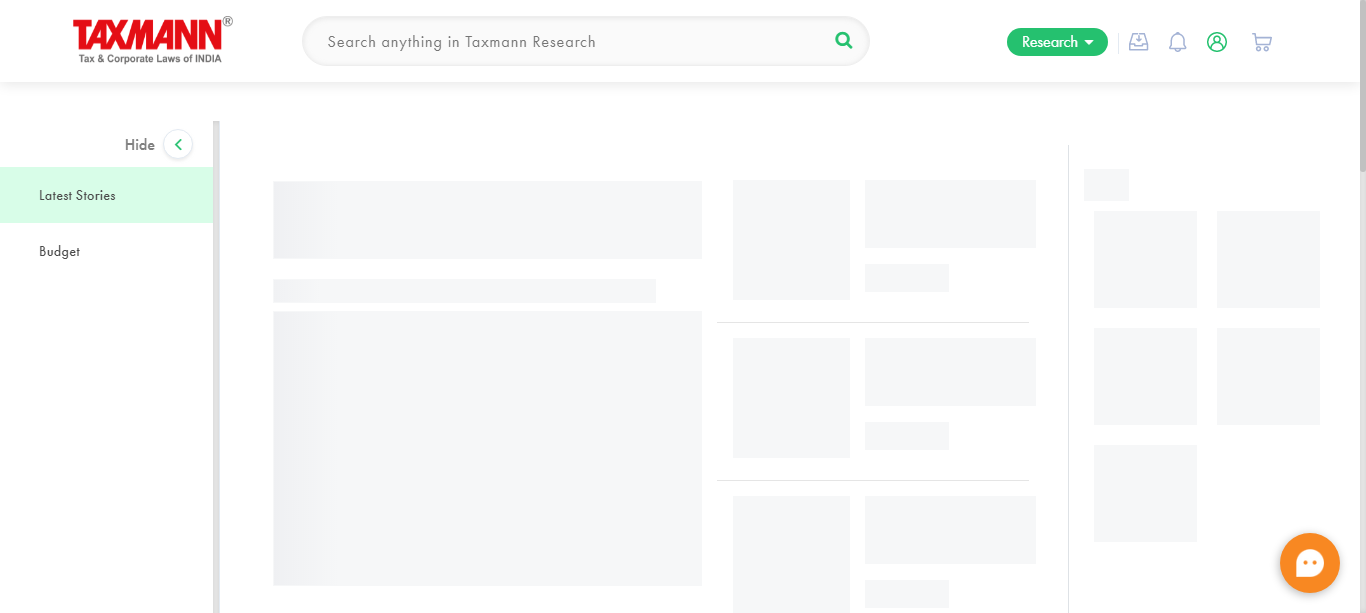 TAXMANN®
Tax & Corporate Laws of INDIA
Search anything in Taxmann Research
Research
Hide
Latest Stories
Budget